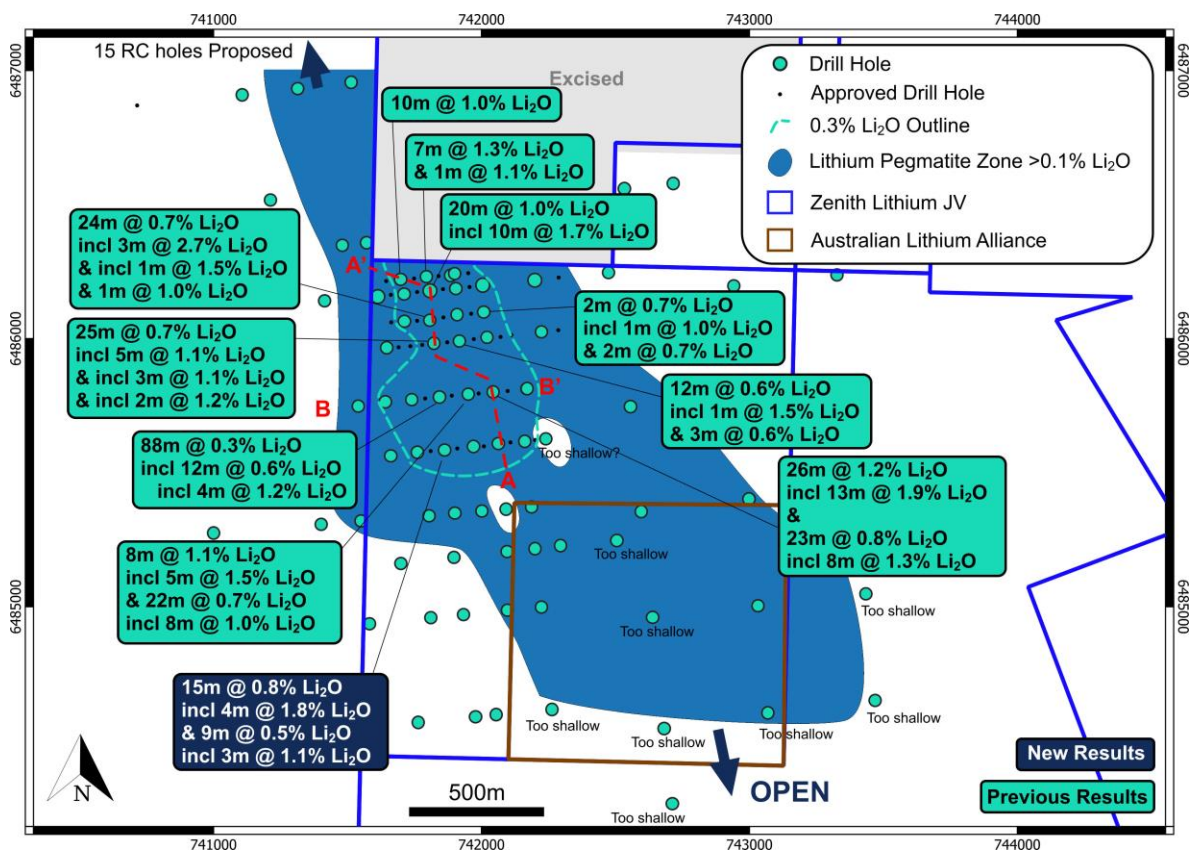 741000 742000 743000 744000
15 RC holes Proposed
6487000
6487000
Excised
Drill Hole
Approved Drill Hole
0.3% Li₂O Outline
Lithium Pegmatite Zone >0.1% Li₂O
Zenith Lithium JV
Australian Lithium Alliance
10m @ 1.0% Li₂O
7m @ 1.3% Li₂O
& 1m @ 1.1% Li₂O
20m @ 1.0% Li₂O
incl 10m @ 1.7% Li₂O
24m @ 0.7% Li₂O
incl 3m @ 2.7% Li₂O
& incl 1m @ 1.5% Li₂O
& 1m @ 1.0% Li₂O
A'
6486000
6486000
2m @ 0.7% Li₂O
incl 1m @ 1.0% Li₂O
& 2m @ 0.7% Li₂O
25m @ 0.7% Li₂O
incl 5m @ 1.1% Li₂O
& incl 3m @ 1.1% Li₂O
& incl 2m @ 1.2% Li₂O
B
B'
12m @ 0.6% Li₂O
incl 1m @ 1.5% Li₂O
& 3m @ 0.6% Li₂O
88m @ 0.3% Li₂O
incl 12m @ 0.6% Li₂O
incl 4m @ 1.2% Li₂O
Too shallow?
A
26m @ 1.2% Li₂O
incl 13m @ 1.9% Li₂O
&
23m @ 0.8% Li₂O
incl 8m @ 1.3% Li₂O
Too shallow
8m @ 1.1% Li₂O
incl 5m @ 1.5% Li₂O
& 22m @ 0.7% Li₂O
incl 8m @ 1.0% Li₂O
6485000
6485000
Too shallow
Too shallow
15m @ 0.8% Li₂O
incl 4m @ 1.8% Li₂O
& 9m @ 0.5% Li₂O
incl 3m @ 1.1% Li₂O
Too shallow
Too shallow
Too shallow
Too shallow
New Results
Previous Results
N
500m
OPEN
Too shallow
741000 742000 743000 744000